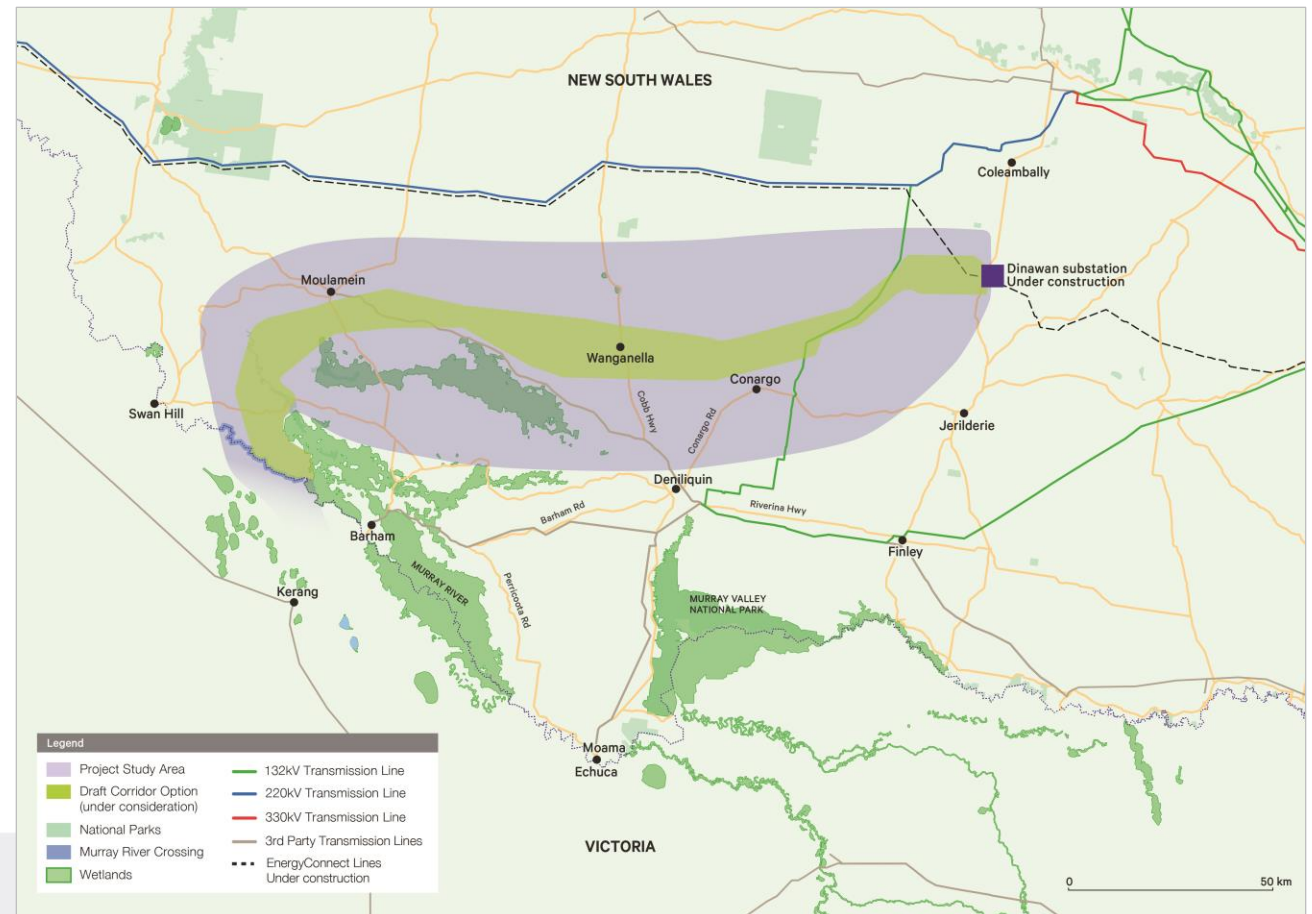 NEW SOUTH WALES
Coleambally
Dinawan substation
Under construction
Moulamein
Wanganella
Conargo
Swan Hill
Cobb Hwy
Conargo Rd
Jerilderie
Deniliquin
Riverina Hwy
Barham Rd
Barham
Finley
MURRAY RIVER
Perricoota Rd
Kerang
MURRAY VALLEY
NATIONAL PARK
Moama
Echuca
VICTORIA
Legend
Project Study Area
Draft Corridor Option
(under consideration)
National Parks
Murray River Crossing
Wetlands
132kV Transmission Line
220kV Transmission Line
330kV Transmission Line
3rd Party Transmission Lines
EnergyConnect Lines
Under construction
0 50 km